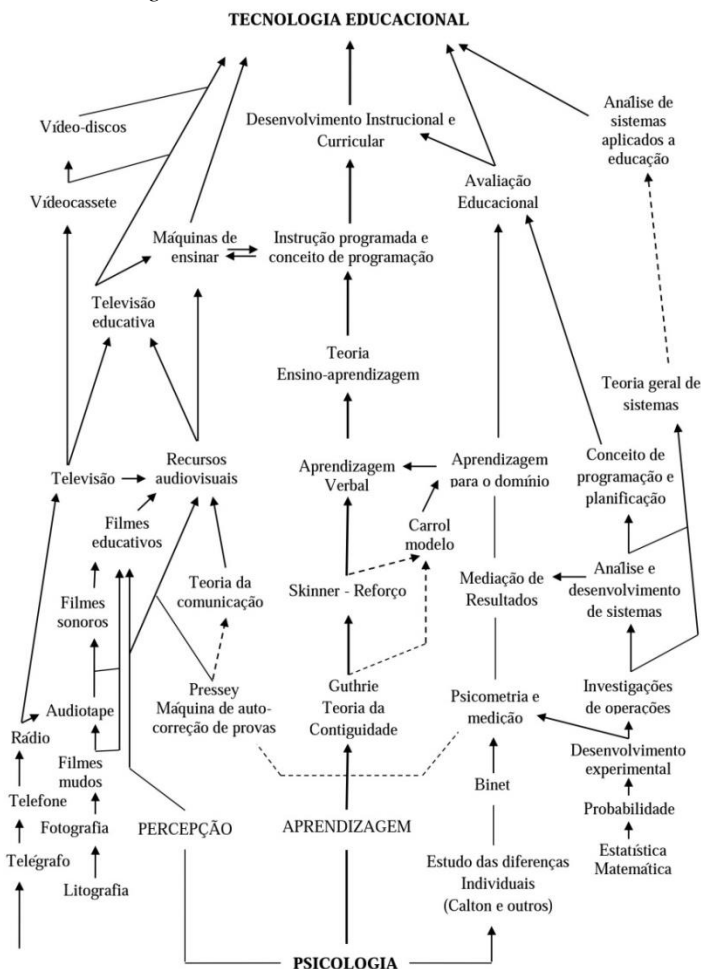 TECNOLOGIA EDUCACIONAL
Vídeo-discos
Desenvolvimento Instrucional e
Curricular
Análise de
sistemas
aplicados a
educação
Avaliação
Educacional
Vídeocassete
Máquinas de
ensinar
Instrução programada e
conceito de programação
Televisão
educativa
Teoria
Ensino-aprendizagem
Teoria geral de
sistemas
Televisão
Recursos
audiovisuais
Aprendizagem
Verbal
Aprendizagem
para o domínio
Conceito de
programação e
planificação
Filmes
educativos
Carrol
modelo
Teoria da
comunicação
Skinner - Reforço
Mediação de
Resultados
Análise e
desenvolvimento
de sistemas
Filmes
sonoros
Pressey
Máquina de auto-
correção de provas
Guthrie
Teoria da
Contiguidade
Psicometria e
medição
Investigações
de operações
Audiotape
Rádio
Filmes
mudos
Desenvolvimento
experimental
Telefone
Binet
Probabilidade
Fotografia
PERCEPÇÃO
APRENDIZAGEM
Estatística
Matemática
Telégrafo
Litografia
Estudo das diferenças
Individuais
(Calton e outros)
PSICOLOGIA